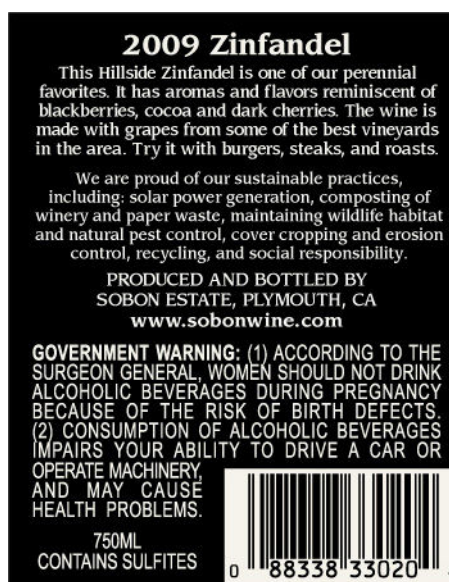 2009 Zinfandel
This Hillside Zinfandel is one of our perennial
favorites. It has aromas and flavors reminiscent of
blackberries, cocoa and dark cherries. The wine is
made with grapes from some of the best vineyards
in the area. Try it with burgers, steaks, and roasts.
We are proud of our sustainable practices,
including: solar power generation, composting of
winery and paper waste, maintaining wildlife habitat
and natural pest control, cover cropping and erosion
control, recycling, and social responsibility.
PRODUCED AND BOTTLED BY
SOBON ESTATE, PLYMOUTH, CA
www.sobonwine.com
GOVERNMENT WARNING: (1) ACCORDING TO THE
SURGEON GENERAL, WOMEN SHOULD NOT DRINK
ALCOHOLIC BEVERAGES DURING PREGNANCY
BECAUSE OF THE RISK OF BIRTH DEFECTS.
(2) CONSUMPTION OF ALCOHOLIC BEVERAGES
IMPAIRS YOUR ABILITY TO DRIVE A CAR OR
OPERATE MACHINERY,
AND MAY CAUSE
HEALTH PROBLEMS.
750ML
CONTAINS SULFITES
0 88338 33020